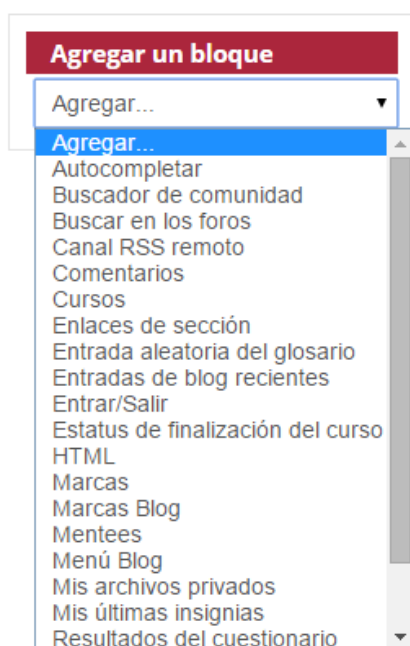 Agregar un bloque
Agregar...
Agregar...
Autocompletar
Buscador de comunidad
Buscar en los foros
Canal RSS remoto
Comentarios
Cursos
Enlaces de sección
Entrada aleatoria del glosario
Entradas de blog recientes
Entrar/Salir
Estatus de finalización del curso
HTML
Marcas
Marcas Blog
Mentees
Menú Blog
Mis archivos privados
Mis últimas insignias
Resultados del cuestionario